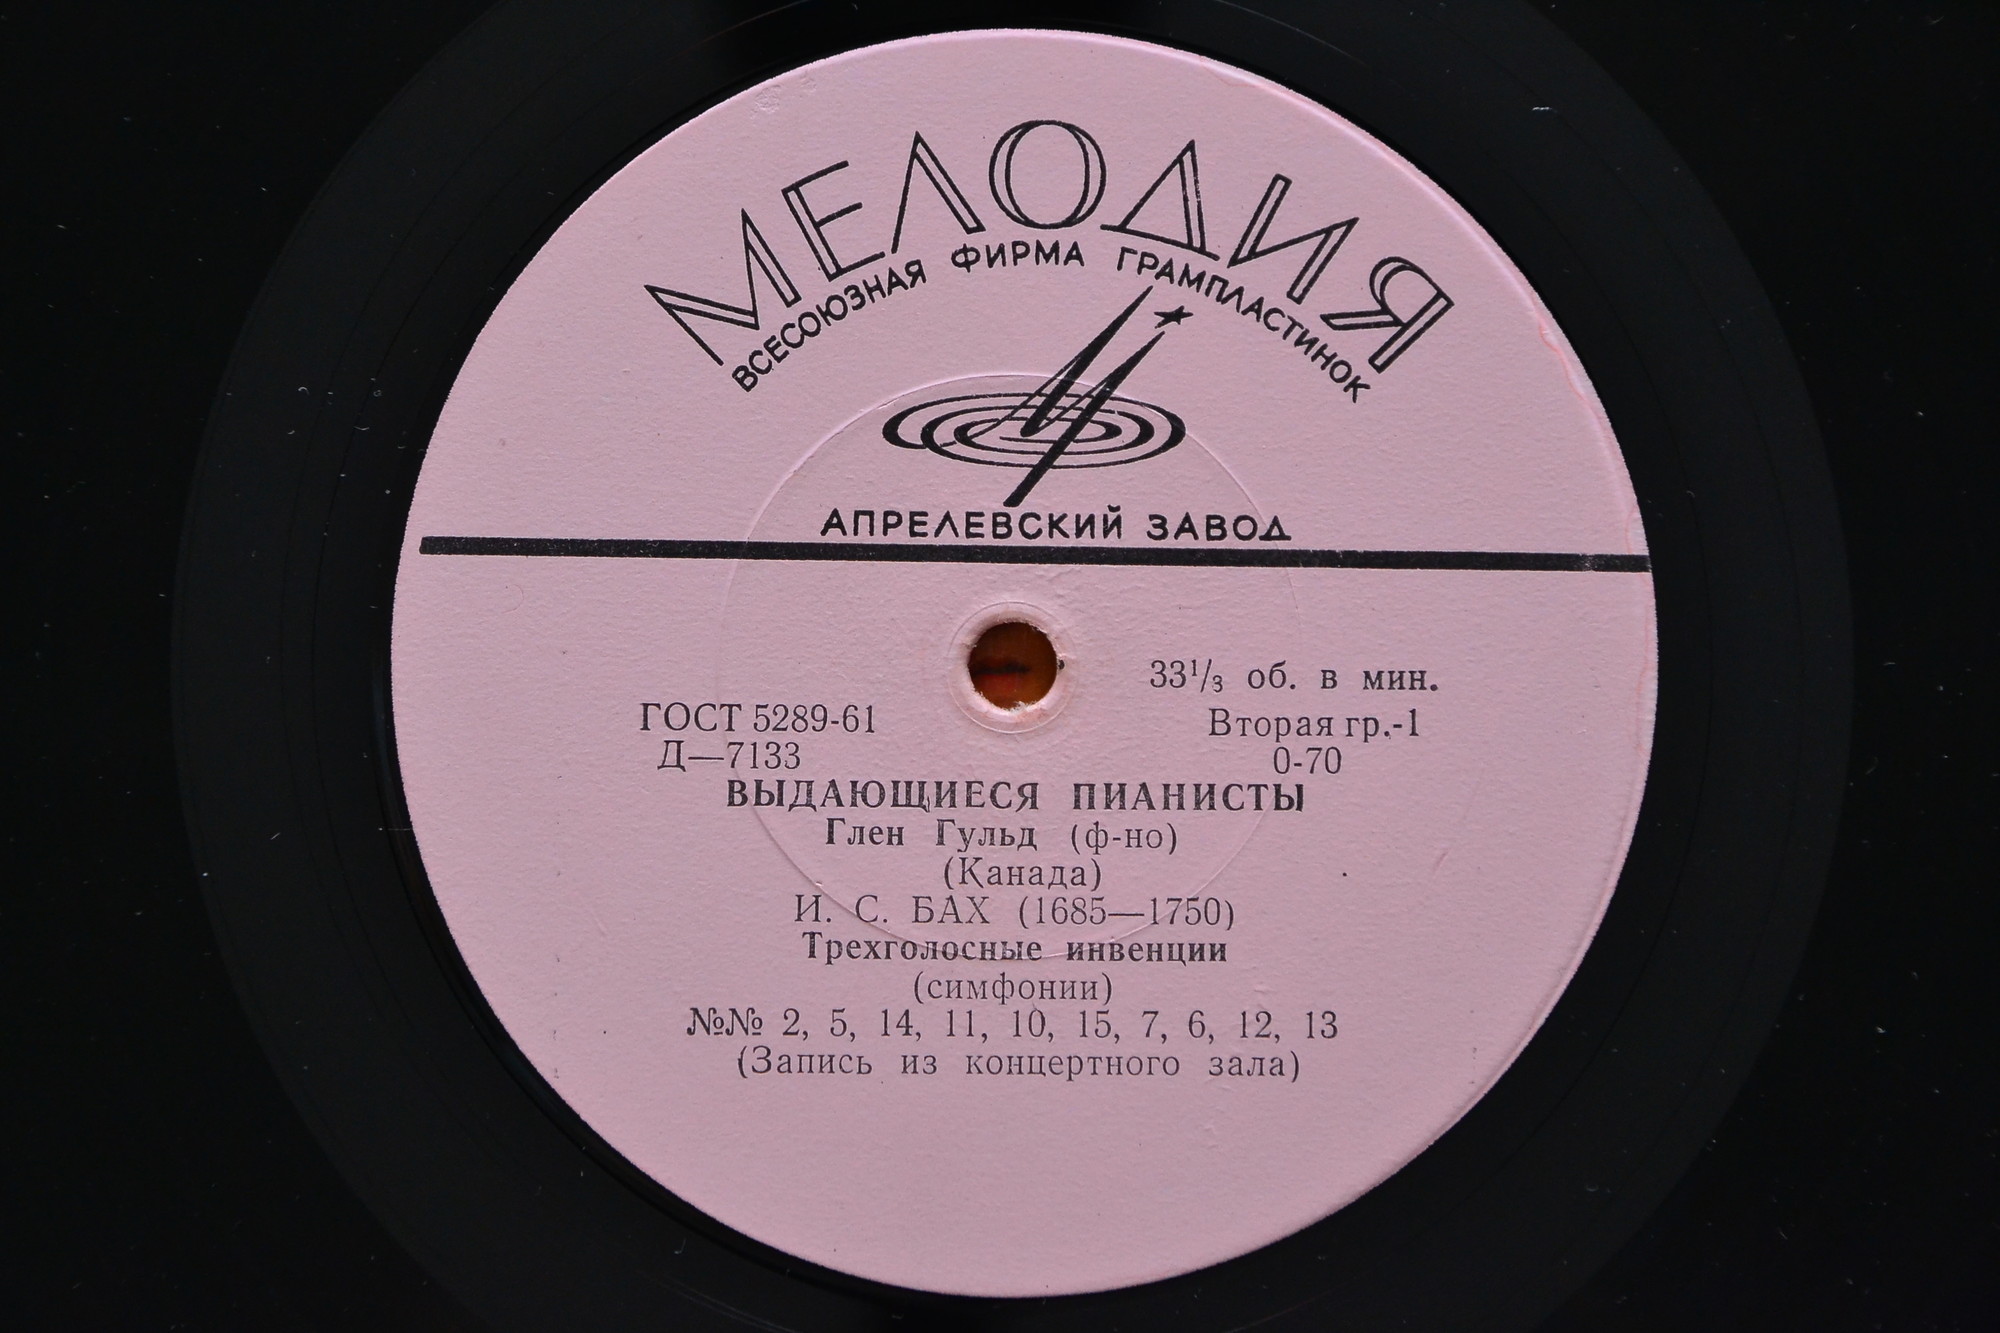 МЕЛОДИЯ
ВСЕСОЮЗНАЯ ФИРМА ГРАМПЛАСТИНОК
АПРЕЛЕВСКИЙ ЗАВОД
33¹/₃ об. в мин.
ГОСТ 5289-61 Вторая гр.-1
Д—7133 0-70
ВЫДАЮЩИЕСЯ ПИАНИСТЫ
Глен Гульд (ф-но)
(Канада)
И. С. БАХ (1685—1750)
Трехголосные инвенции
(симфонии)
№№ 2, 5, 14, 11, 10, 15, 7, 6, 12, 13
(Запись из концертного зала)